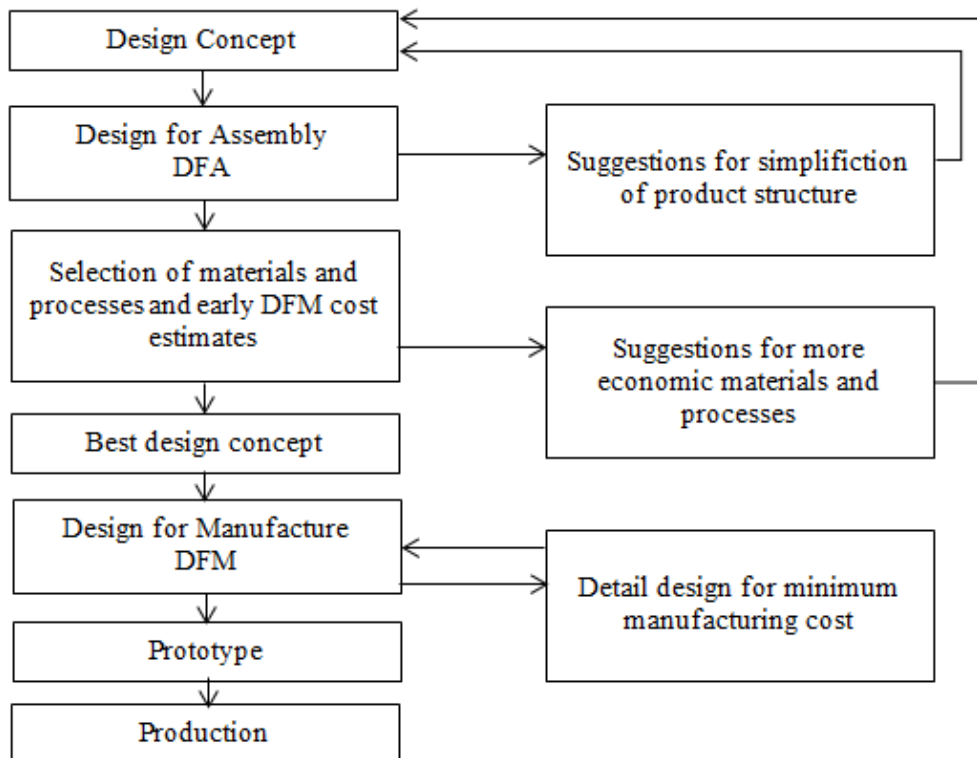 Design Concept
Design for Assembly
DFA
Suggestions for simplifiction
of product structure
Selection of materials and
processes and early DFM cost
estimates
Suggestions for more
economic materials and
processes
Best design concept
Design for Manufacture
DFM
Detail design for minimum
manufacturing cost
Prototype
Production